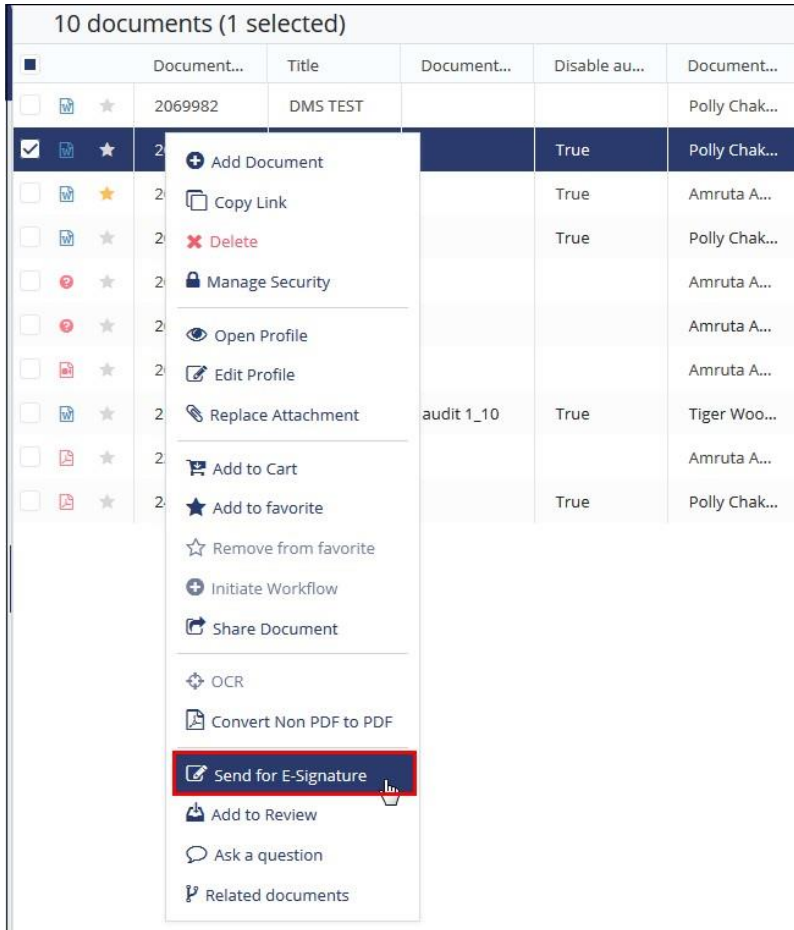 10 documents (1 selected)
Document... Title Document... Disable au... Document...
2069982 DMS TEST Polly Chak...
True Polly Chak...
Add Document
True Amruta A...
Copy Link
True Polly Chak...
Delete
Amruta A...
Manage Security
Amruta A...
Open Profile
Amruta A...
Edit Profile
audit 1_10 True Tiger Woo...
Replace Attachment
Amruta A...
Add to Cart
True Polly Chak...
Add to favorite
Remove from favorite
Initiate Workflow
Share Document
OCR
Convert Non PDF to PDF
Send for E-Signature
Add to Review
Ask a question
Related documents